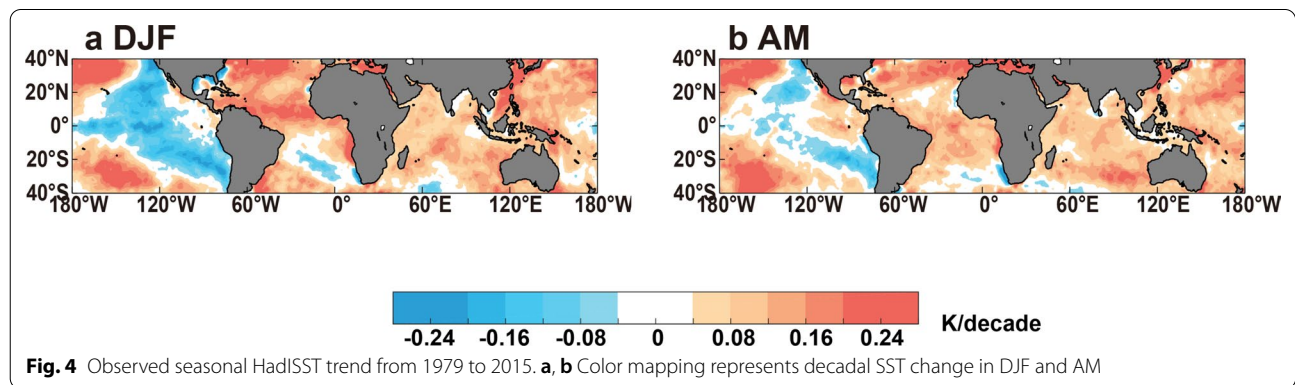 a DJF
b AM
40°N
20°N
0°
20°S
40°S
180°W 120°W 60°W 0° 60°E 120°E 180°W
40°N
20°N
0°
20°S
40°S
180°W 120°W 60°W 0° 60°E 120°E 180°W
-0.24 -0.16 -0.08 0 0.08 0.16 0.24
K/decade
Fig. 4 Observed seasonal HadISST trend from 1979 to 2015. a, b Color mapping represents decadal SST change in DJF and AM